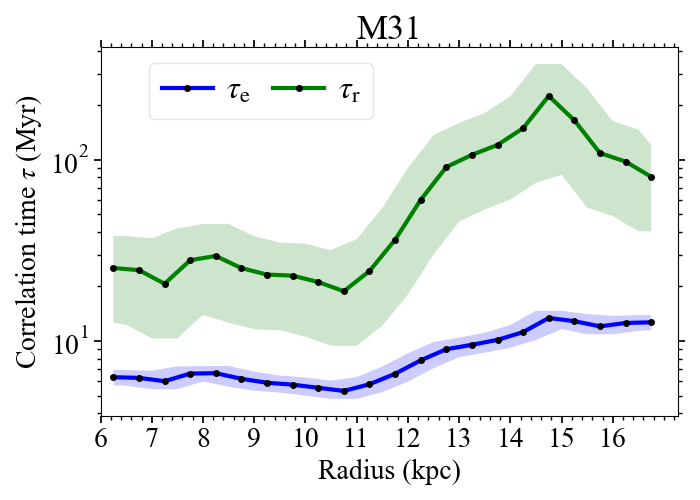 M31
τe τr
Correlation time τ (Myr)
10²
10¹
6 7 8 9 10 11 12 13 14 15 16
Radius (kpc)